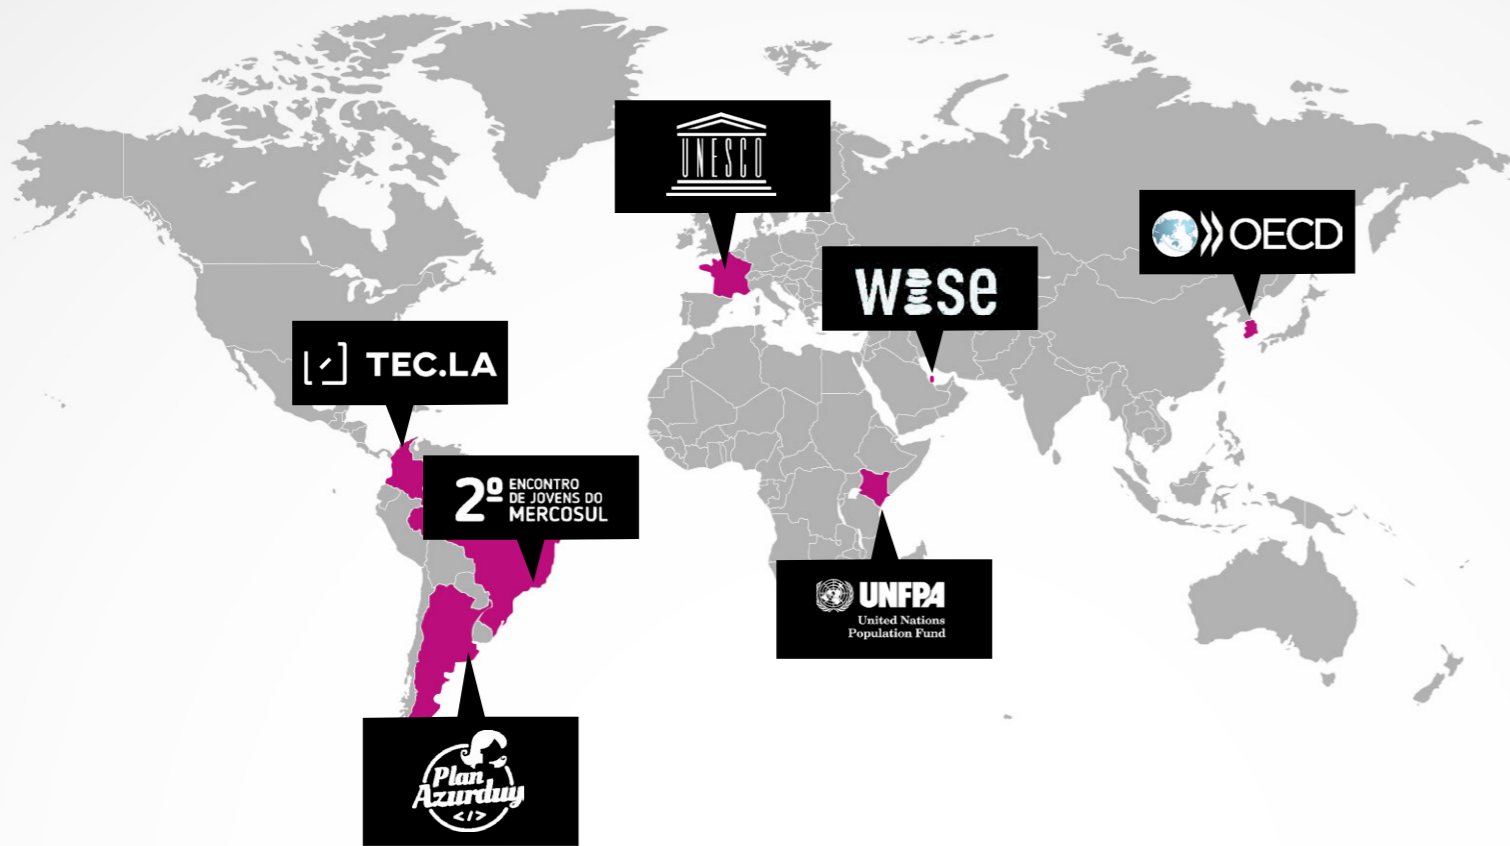 UNESCO
OECD
wise
TEC.LA
2º ENCONTRO
DE JOVENS DO
MERCOSUL
UNFPA
United Nations
Population Fund
Plan
Azurduy
</>